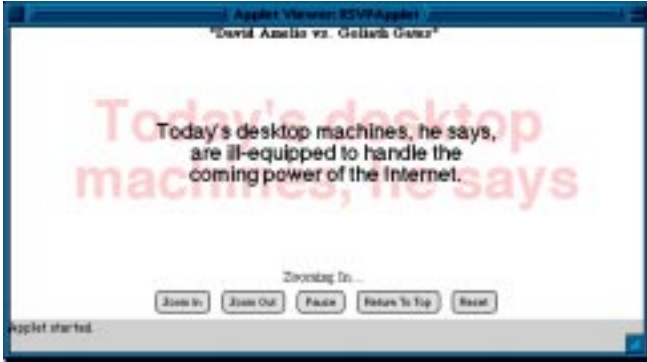 Applet Viewer: RSVPApplet
"David Amelio vs. Goliath Gates"
Today's desktop
machines, he says
Today's desktop machines, he says,
are ill-equipped to handle the
coming power of the Internet.
Zooming In...
Zoom In Zoom Out Pause Return To Top Reset
Applet started.